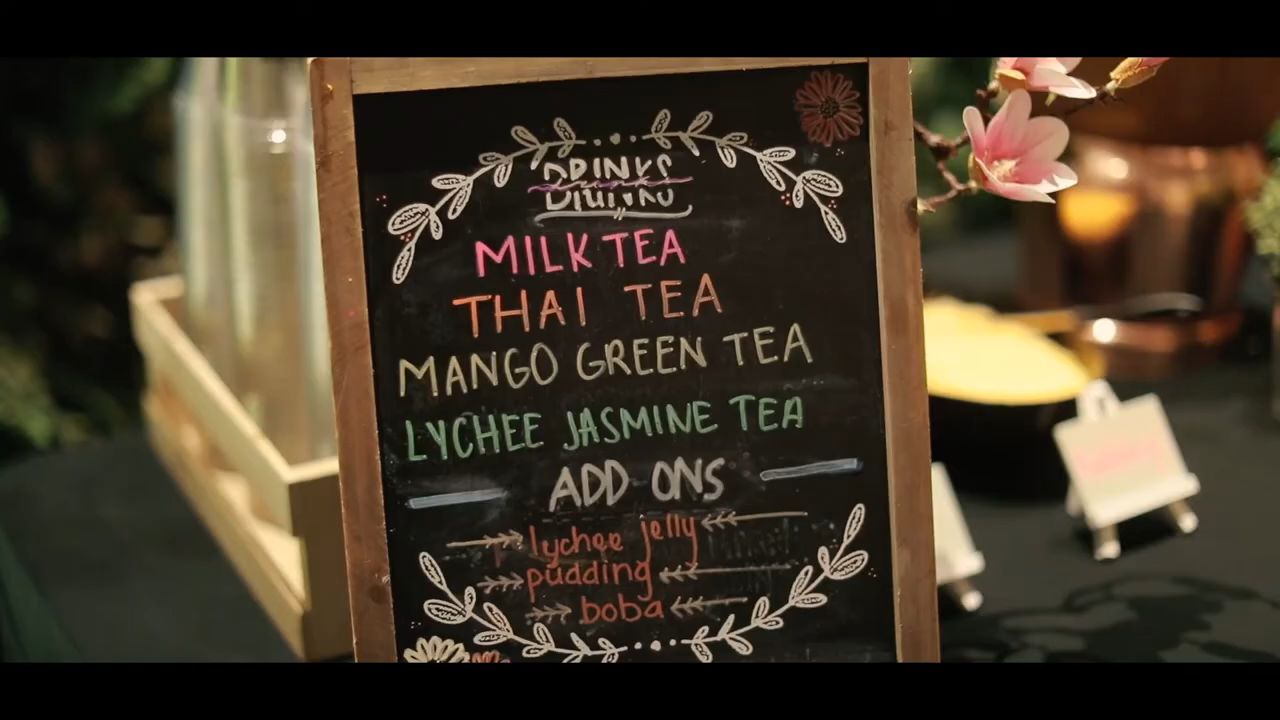 DRINKS
MILK TEA
THAI TEA
MANGO GREEN TEA
LYCHEE JASMINE TEA
ADD ONS
lychee jelly
pudding
boba